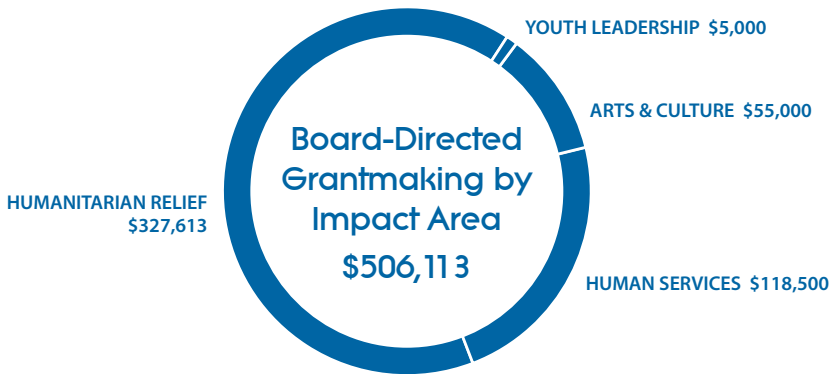 YOUTH LEADERSHIP $5,000
ARTS & CULTURE $55,000
Board-Directed
Grantmaking by
Impact Area
$506,113
HUMANITARIAN RELIEF
$327,613
HUMAN SERVICES $118,500